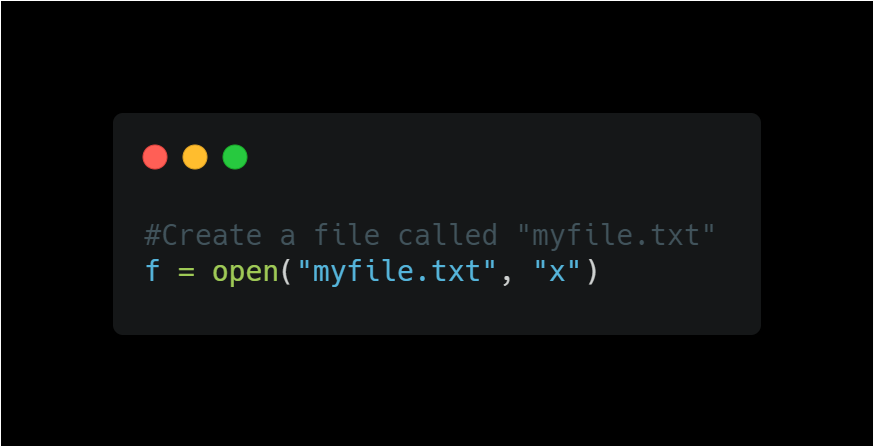 #Create a file called "myfile.txt"
f = open("myfile.txt", "x")